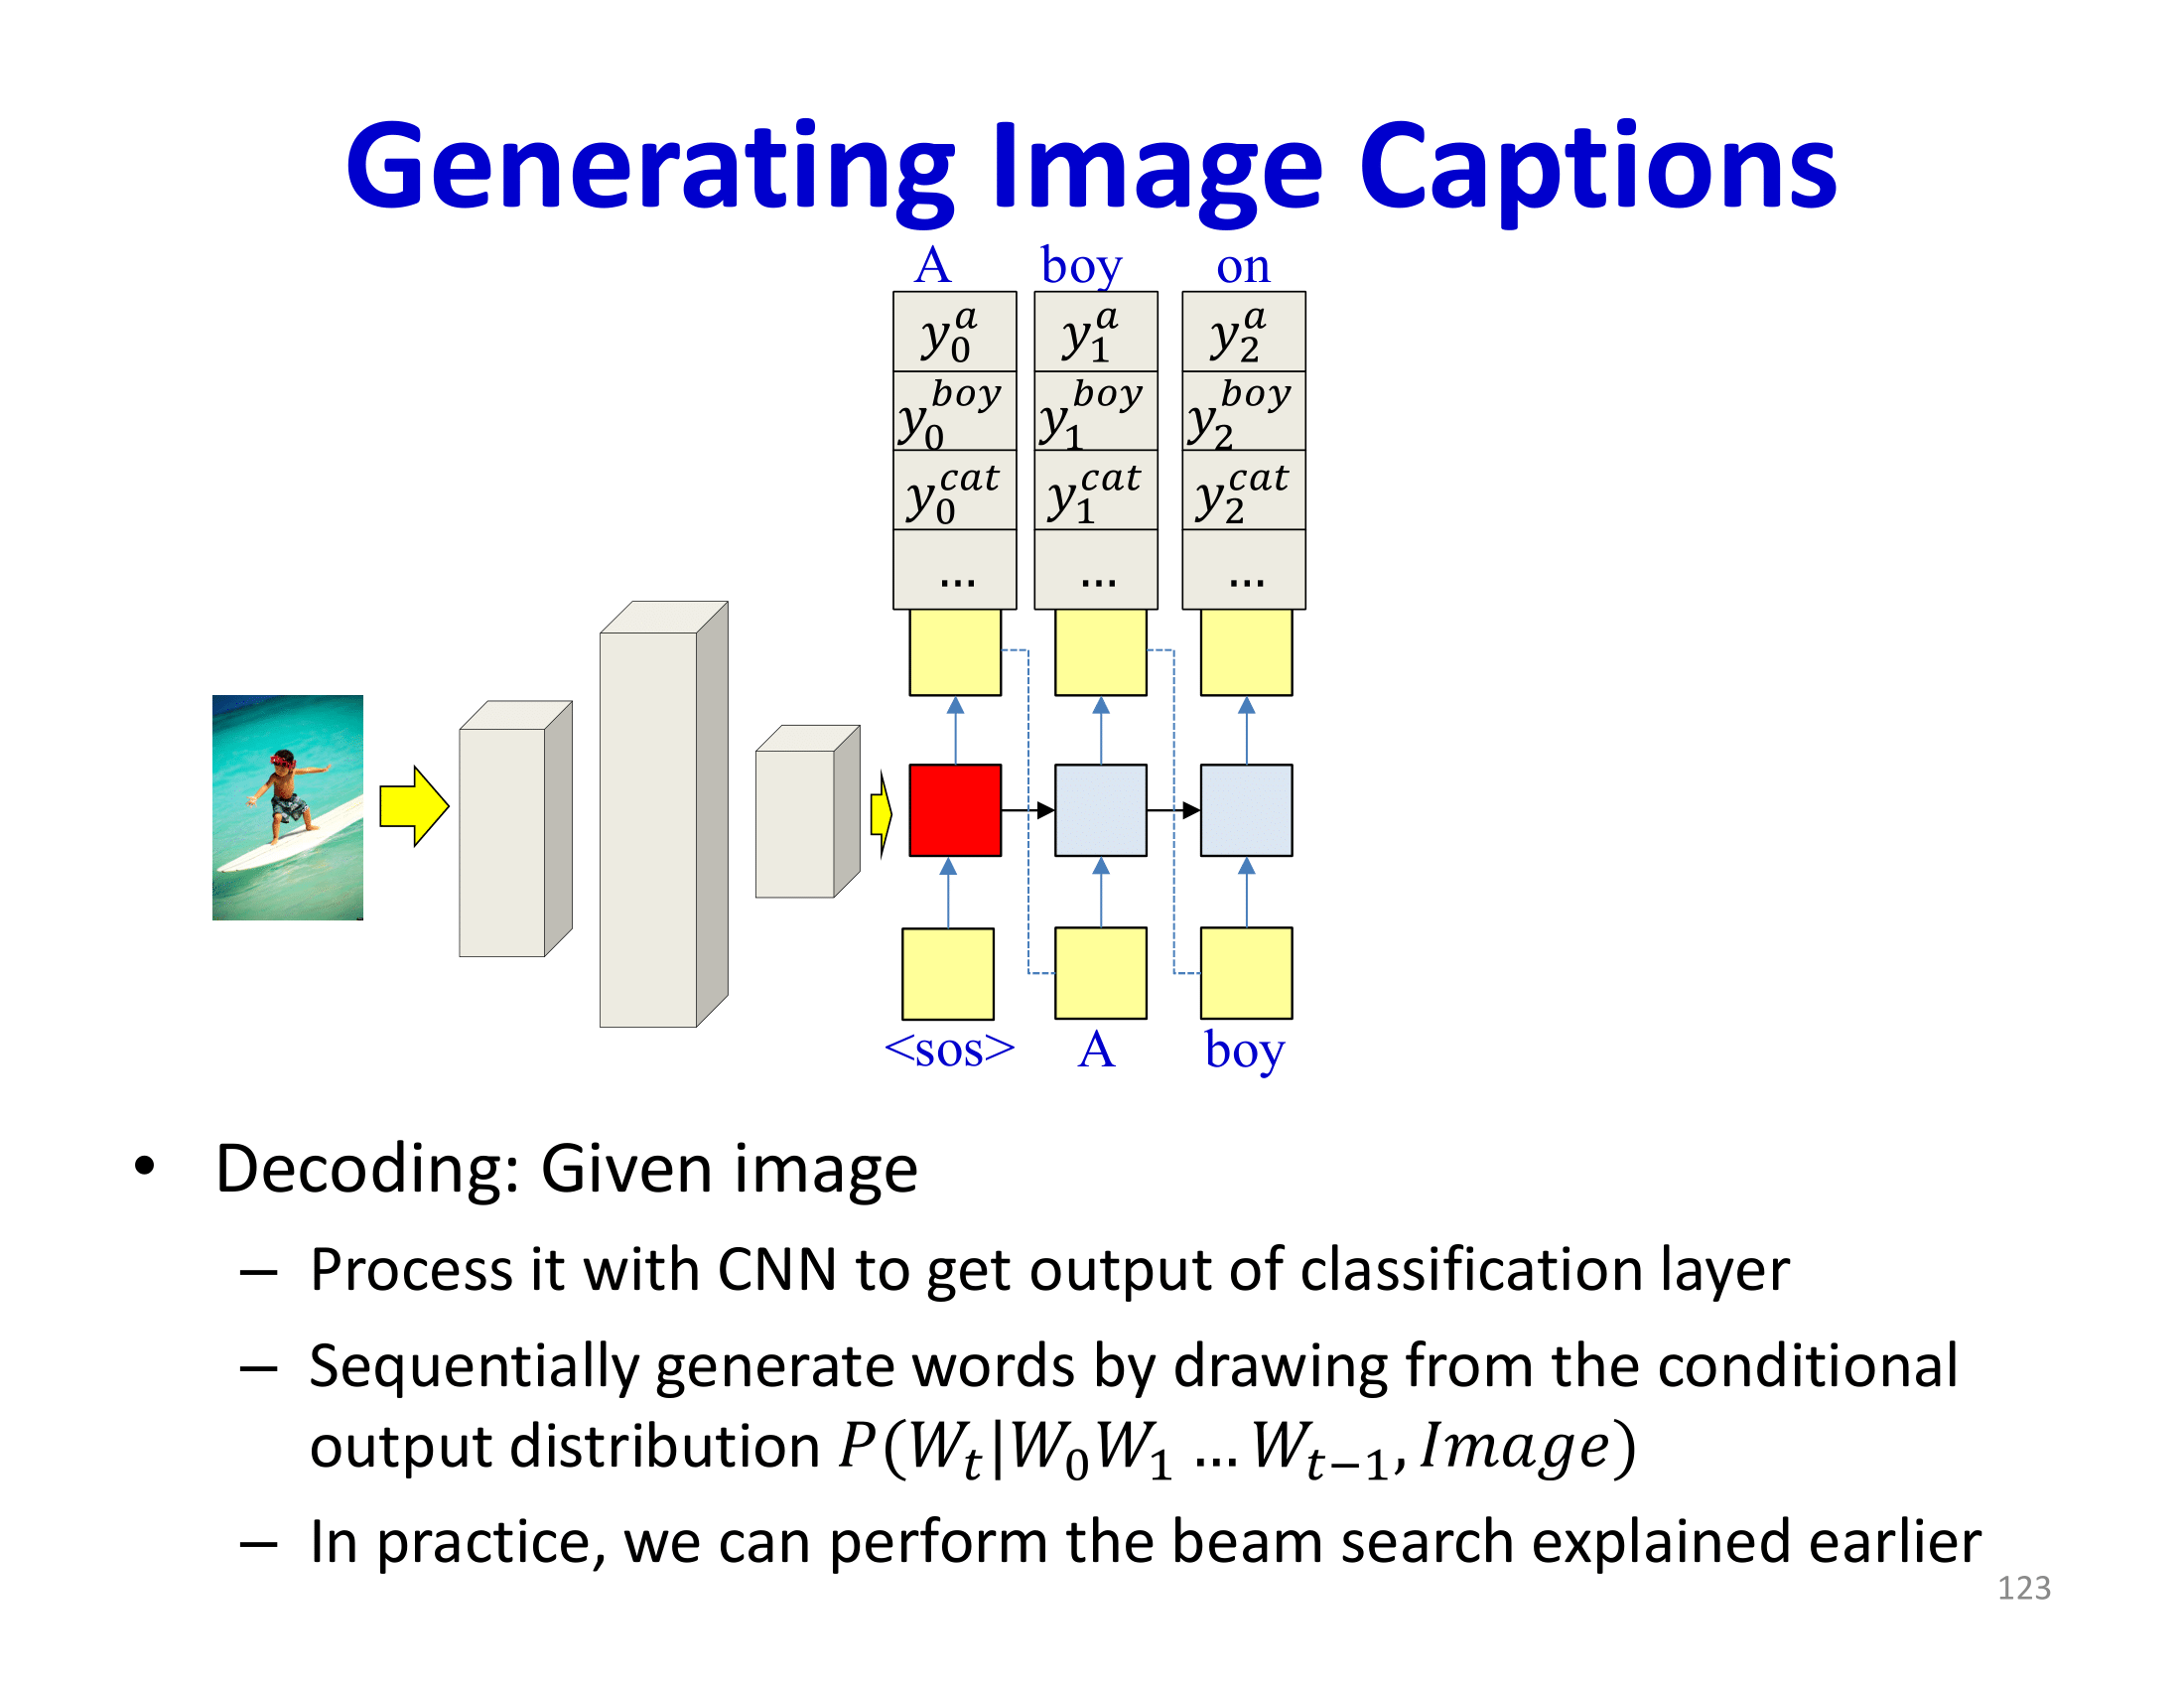 Generating Image Captions
A boy on
y_0^a y_1^a y_2^a
y_0^boy y_1^boy y_2^boy
y_0^cat y_1^cat y_2^cat
... ... ...
<sos> A boy
• Decoding: Given image
– Process it with CNN to get output of classification layer
– Sequentially generate words by drawing from the conditional
output distribution P(W_t|W_0W_1 ... W_{t−1}, Image)
– In practice, we can perform the beam search explained earlier
123